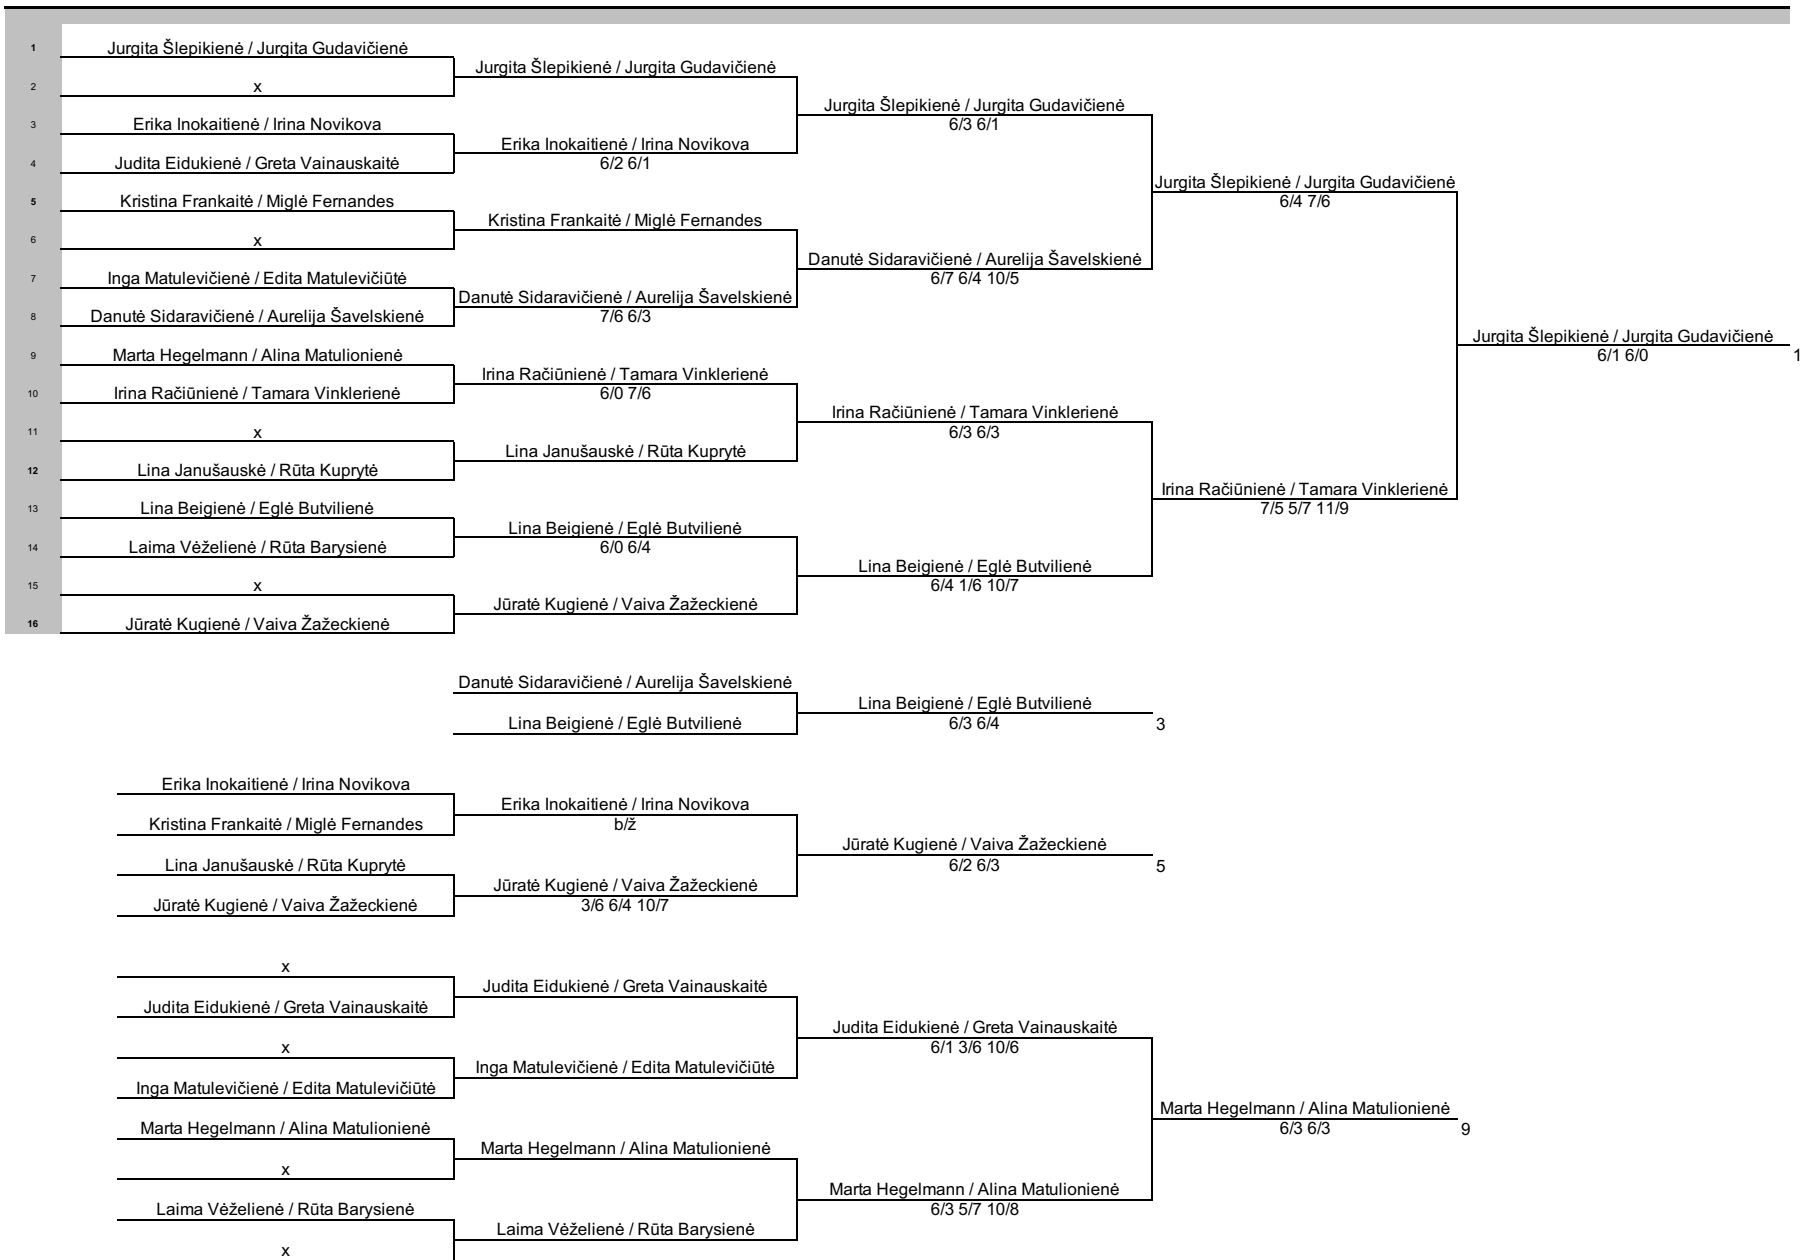 1 Jurgita Šlepikienė / Jurgita Gudavičienė
Jurgita Šlepikienė / Jurgita Gudavičienė
2 x
Jurgita Šlepikienė / Jurgita Gudavičienė
6/3 6/1
3 Erika Inokaitienė / Irina Novikova
Erika Inokaitienė / Irina Novikova
6/2 6/1
4 Judita Eidukienė / Greta Vainauskaitė
Jurgita Šlepikienė / Jurgita Gudavičienė
6/4 7/6
5 Kristina Frankaitė / Miglė Fernandes
Kristina Frankaitė / Miglė Fernandes
6 x
Danutė Sidaravičienė / Aurelija Šavelskienė
6/7 6/4 10/5
7 Inga Matulevičienė / Edita Matulevičiūtė
Danutė Sidaravičienė / Aurelija Šavelskienė
7/6 6/3
8 Danutė Sidaravičienė / Aurelija Šavelskienė
Jurgita Šlepikienė / Jurgita Gudavičienė
6/1 6/0 1
9 Marta Hegelmann / Alina Matulionienė
Irina Račiūnienė / Tamara Vinklerienė
6/0 7/6
10 Irina Račiūnienė / Tamara Vinklerienė
Irina Račiūnienė / Tamara Vinklerienė
6/3 6/3
11 x
Lina Janušauskė / Rūta Kuprytė
12 Lina Janušauskė / Rūta Kuprytė
Irina Račiūnienė / Tamara Vinklerienė
7/5 5/7 11/9
13 Lina Beigienė / Eglė Butvilienė
Lina Beigienė / Eglė Butvilienė
6/0 6/4
14 Laima Vėželienė / Rūta Barysienė
Lina Beigienė / Eglė Butvilienė
6/4 1/6 10/7
15 x
Jūratė Kugienė / Vaiva Žažeckienė
16 Jūratė Kugienė / Vaiva Žažeckienė
Danutė Sidaravičienė / Aurelija Šavelskienė
Lina Beigienė / Eglė Butvilienė
6/3 6/4 3
Lina Beigienė / Eglė Butvilienė
Erika Inokaitienė / Irina Novikova
Erika Inokaitienė / Irina Novikova
b/ž
Kristina Frankaitė / Miglė Fernandes
Jūratė Kugienė / Vaiva Žažeckienė
6/2 6/3 5
Lina Janušauskė / Rūta Kuprytė
Jūratė Kugienė / Vaiva Žažeckienė
3/6 6/4 10/7
Jūratė Kugienė / Vaiva Žažeckienė
x
Judita Eidukienė / Greta Vainauskaitė
Judita Eidukienė / Greta Vainauskaitė
Judita Eidukienė / Greta Vainauskaitė
6/1 3/6 10/6
x
Inga Matulevičienė / Edita Matulevičiūtė
Inga Matulevičienė / Edita Matulevičiūtė
Marta Hegelmann / Alina Matulionienė
6/3 6/3 9
Marta Hegelmann / Alina Matulionienė
Marta Hegelmann / Alina Matulionienė
x
Marta Hegelmann / Alina Matulionienė
6/3 5/7 10/8
Laima Vėželienė / Rūta Barysienė
Laima Vėželienė / Rūta Barysienė
x